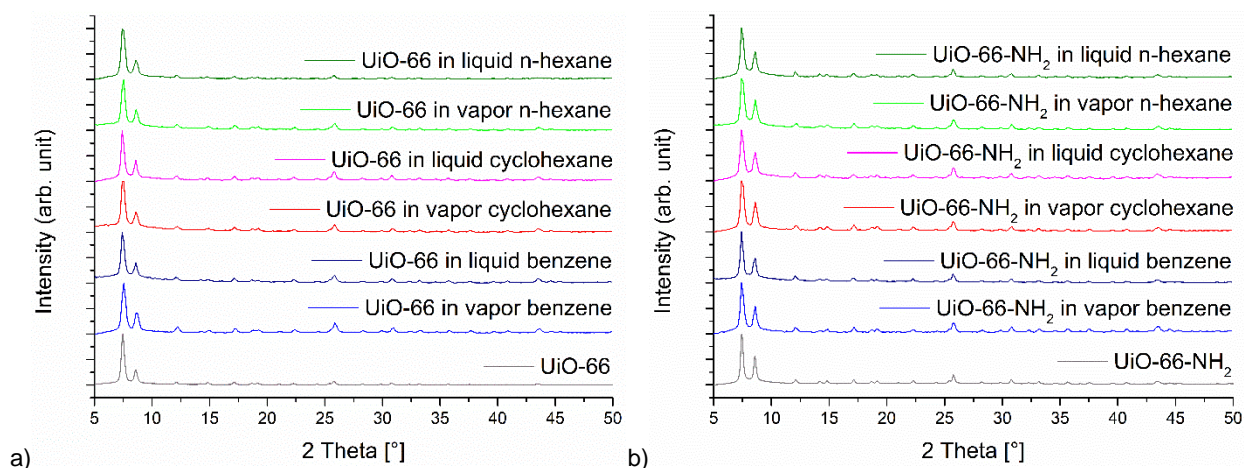 Intensity (arb. unit)
UiO-66 in liquid n-hexane
UiO-66 in vapor n-hexane
UiO-66 in liquid cyclohexane
UiO-66 in vapor cyclohexane
UiO-66 in liquid benzene
UiO-66 in vapor benzene
UiO-66
5 10 15 20 25 30 35 40 45 50
2 Theta [°]
a)
Intensity (arb. unit)
UiO-66-NH₂ in liquid n-hexane
UiO-66-NH₂ in vapor n-hexane
UiO-66-NH₂ in liquid cyclohexane
UiO-66-NH₂ in vapor cyclohexane
UiO-66-NH₂ in liquid benzene
UiO-66-NH₂ in vapor benzene
UiO-66-NH₂
5 10 15 20 25 30 35 40 45 50
2 Theta [°]
b)